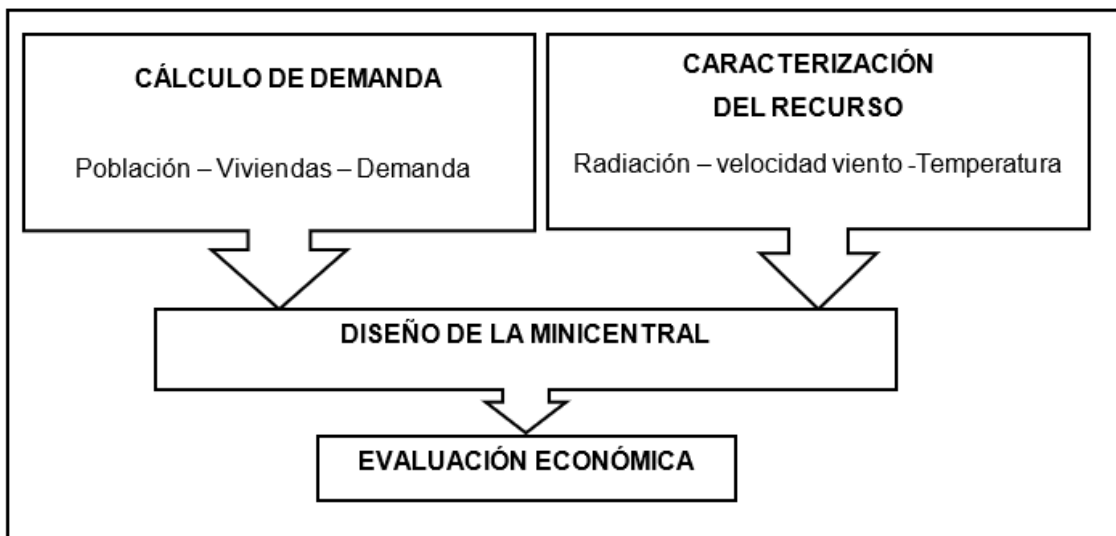 CÁLCULO DE DEMANDA
Población – Viviendas – Demanda
CARACTERIZACIÓN
DEL RECURSO
Radiación – velocidad viento -Temperatura
DISEÑO DE LA MINICENTRAL
EVALUACIÓN ECONÓMICA